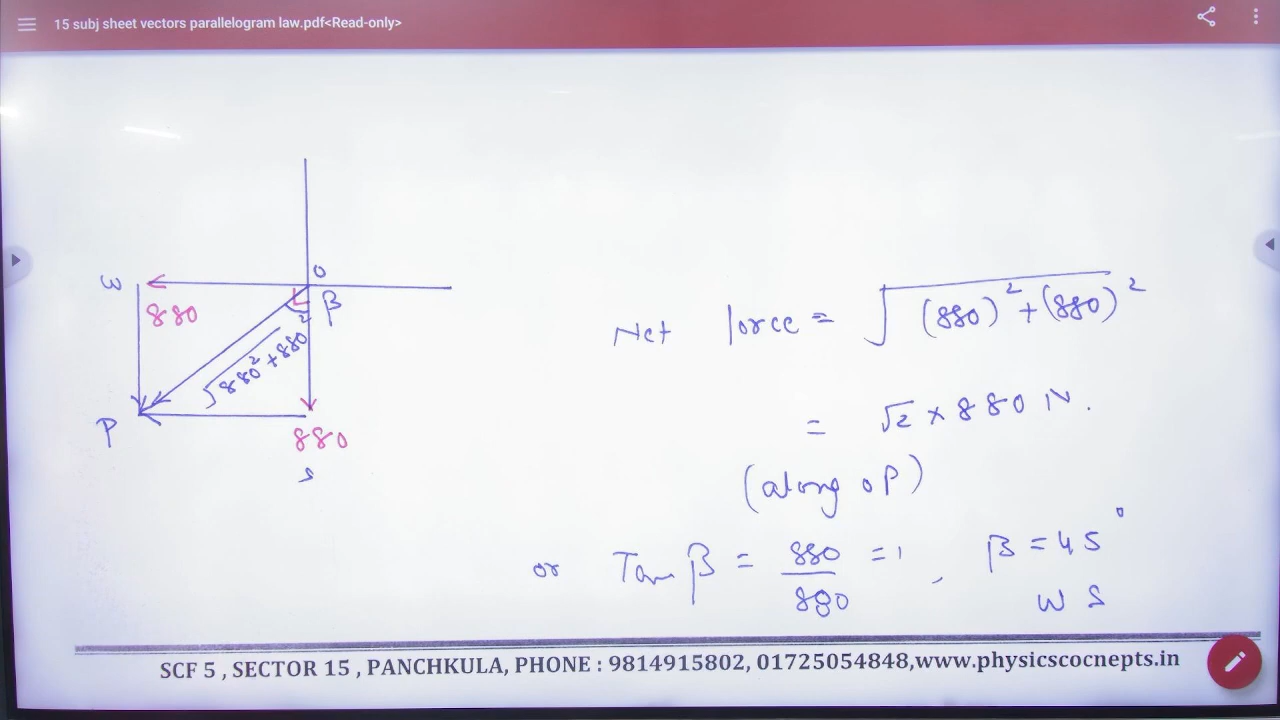 15 subj sheet vectors parallelogram law.pdf<Read-only>
O
W
β
880
√880²+880²
P
880
S
Net force = √(880)²+(880)²
= √2 × 880 N.
(along oP)
or Tan β = 880/880 = 1 , β = 45°
W S
SCF 5 , SECTOR 15 , PANCHKULA, PHONE : 9814915802, 01725054848,www.physicscocnepts.in